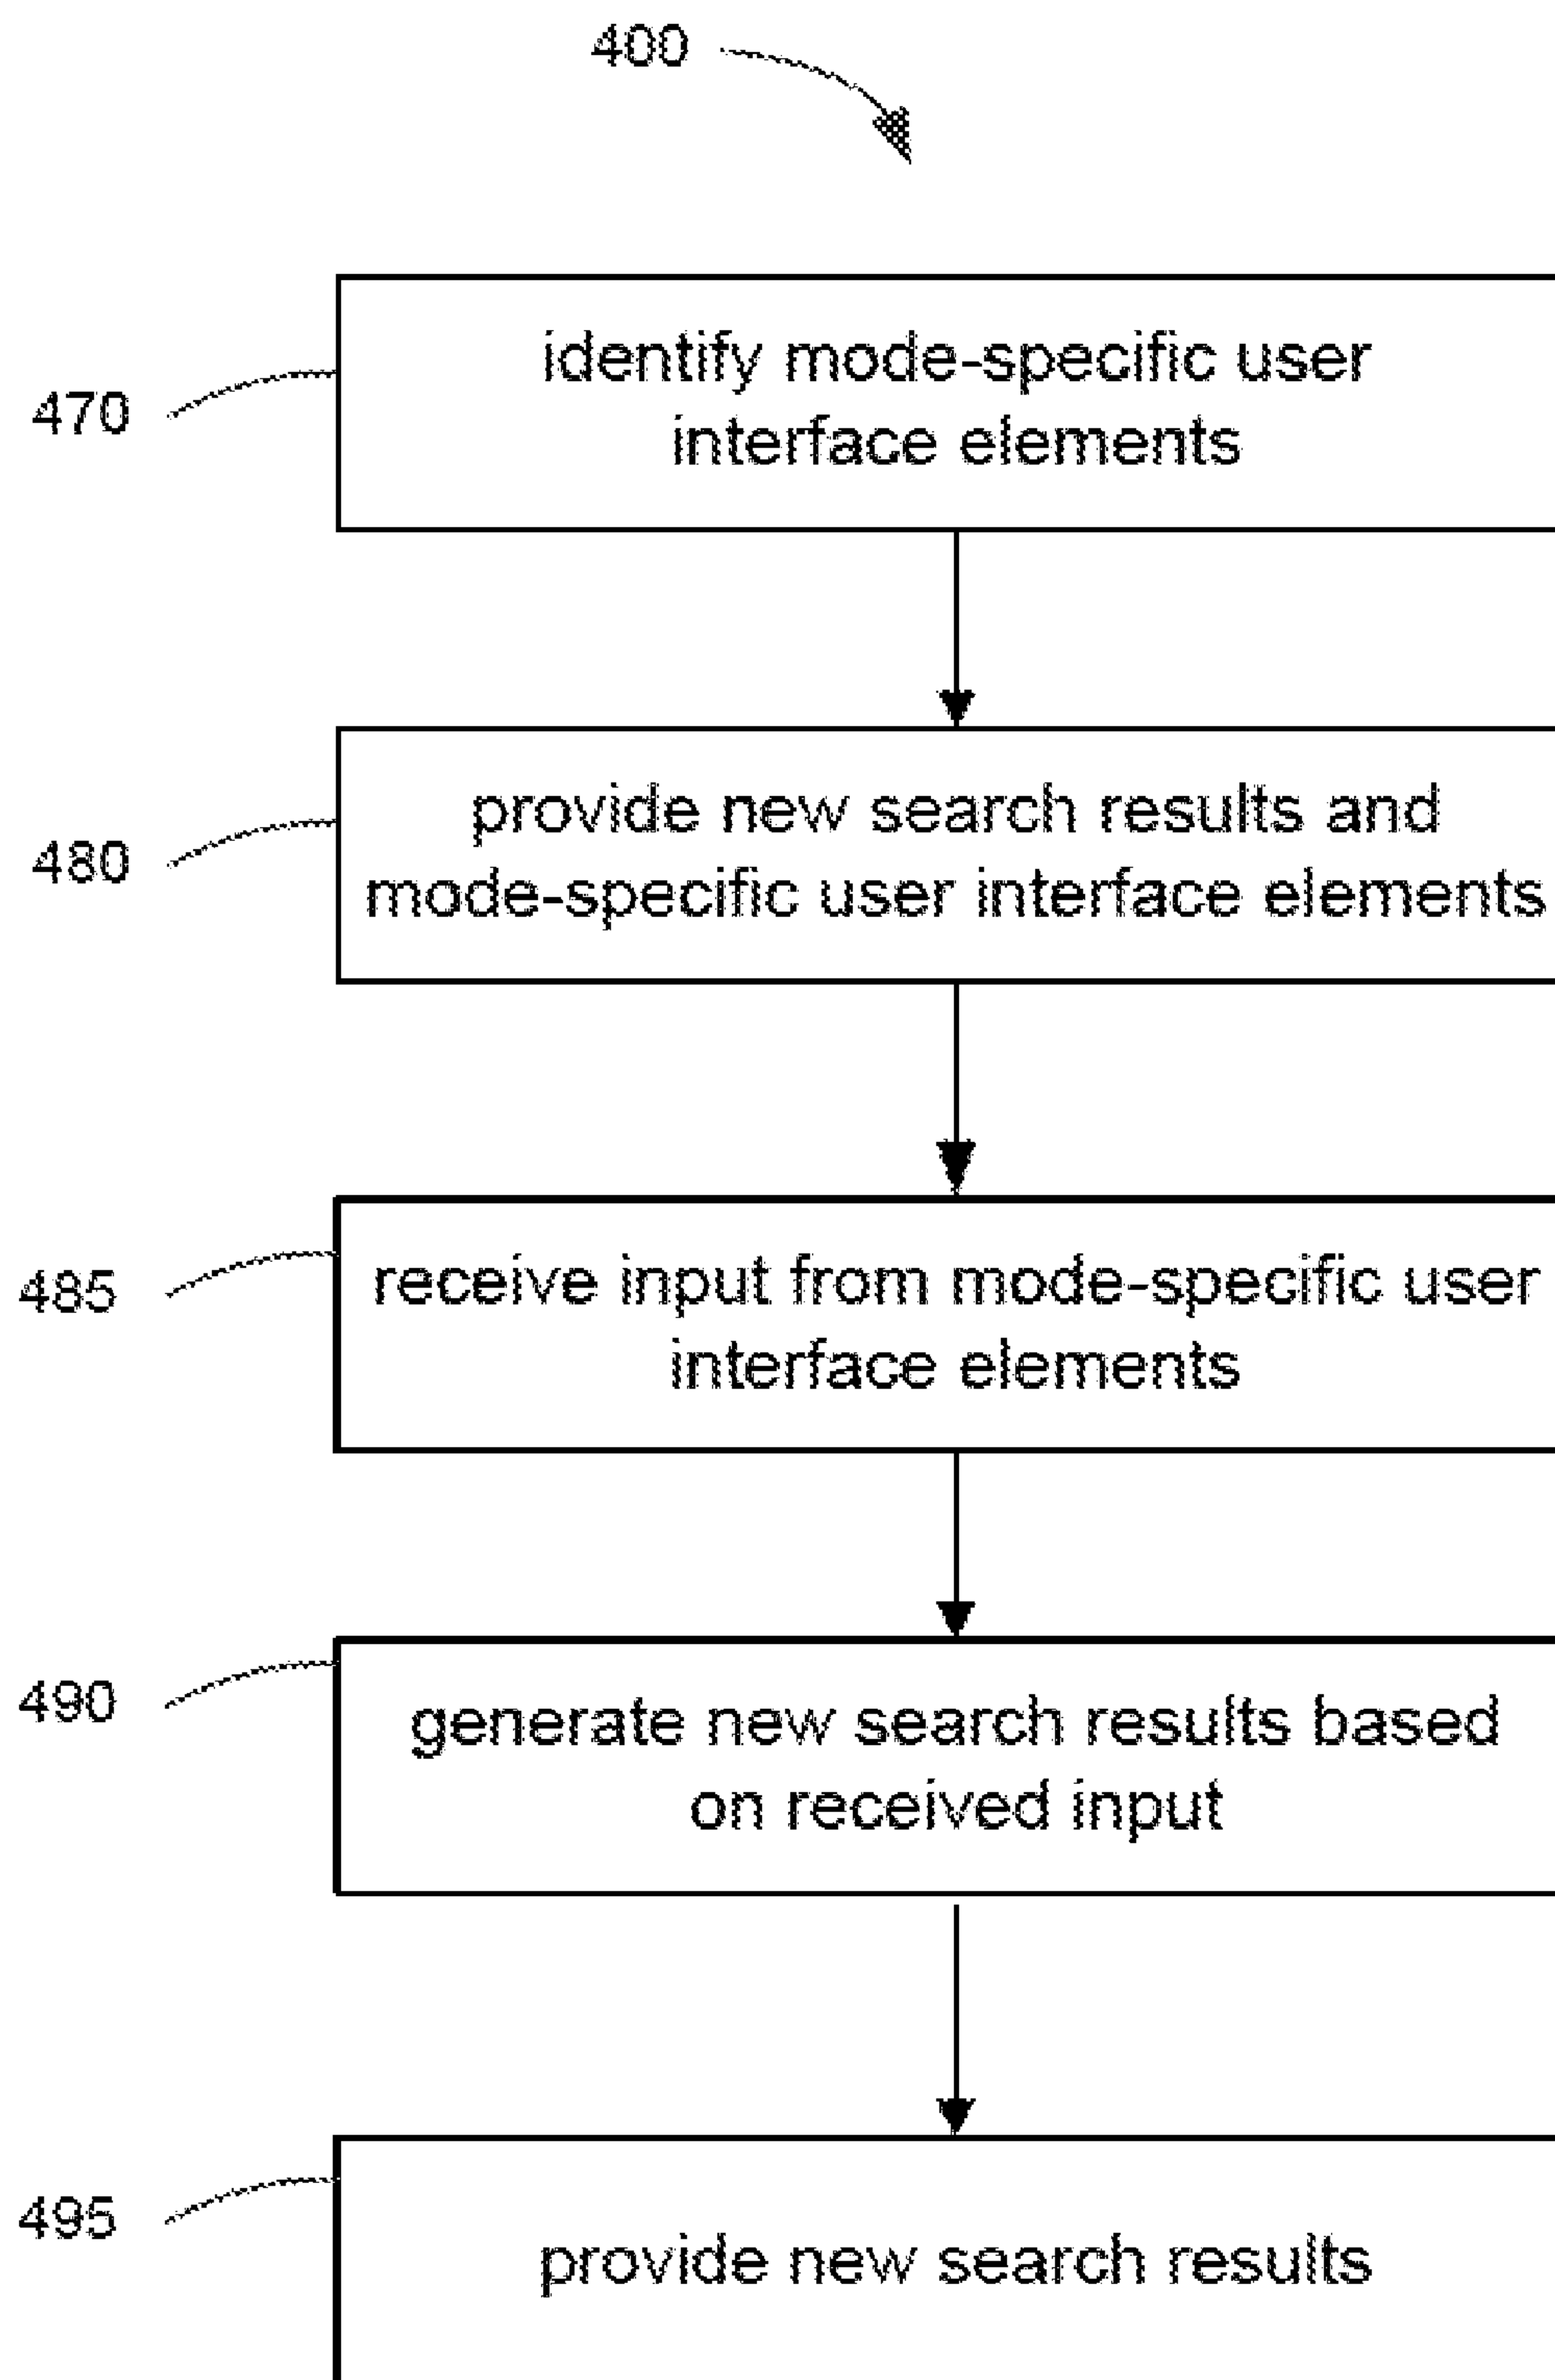 400
470
identify mode-specific user
interface elements
480
provide new search results and
mode-specific user interface elements
485
receive input from mode-specific user
interface elements
490
generate new search results based
on received input
495
provide new search results